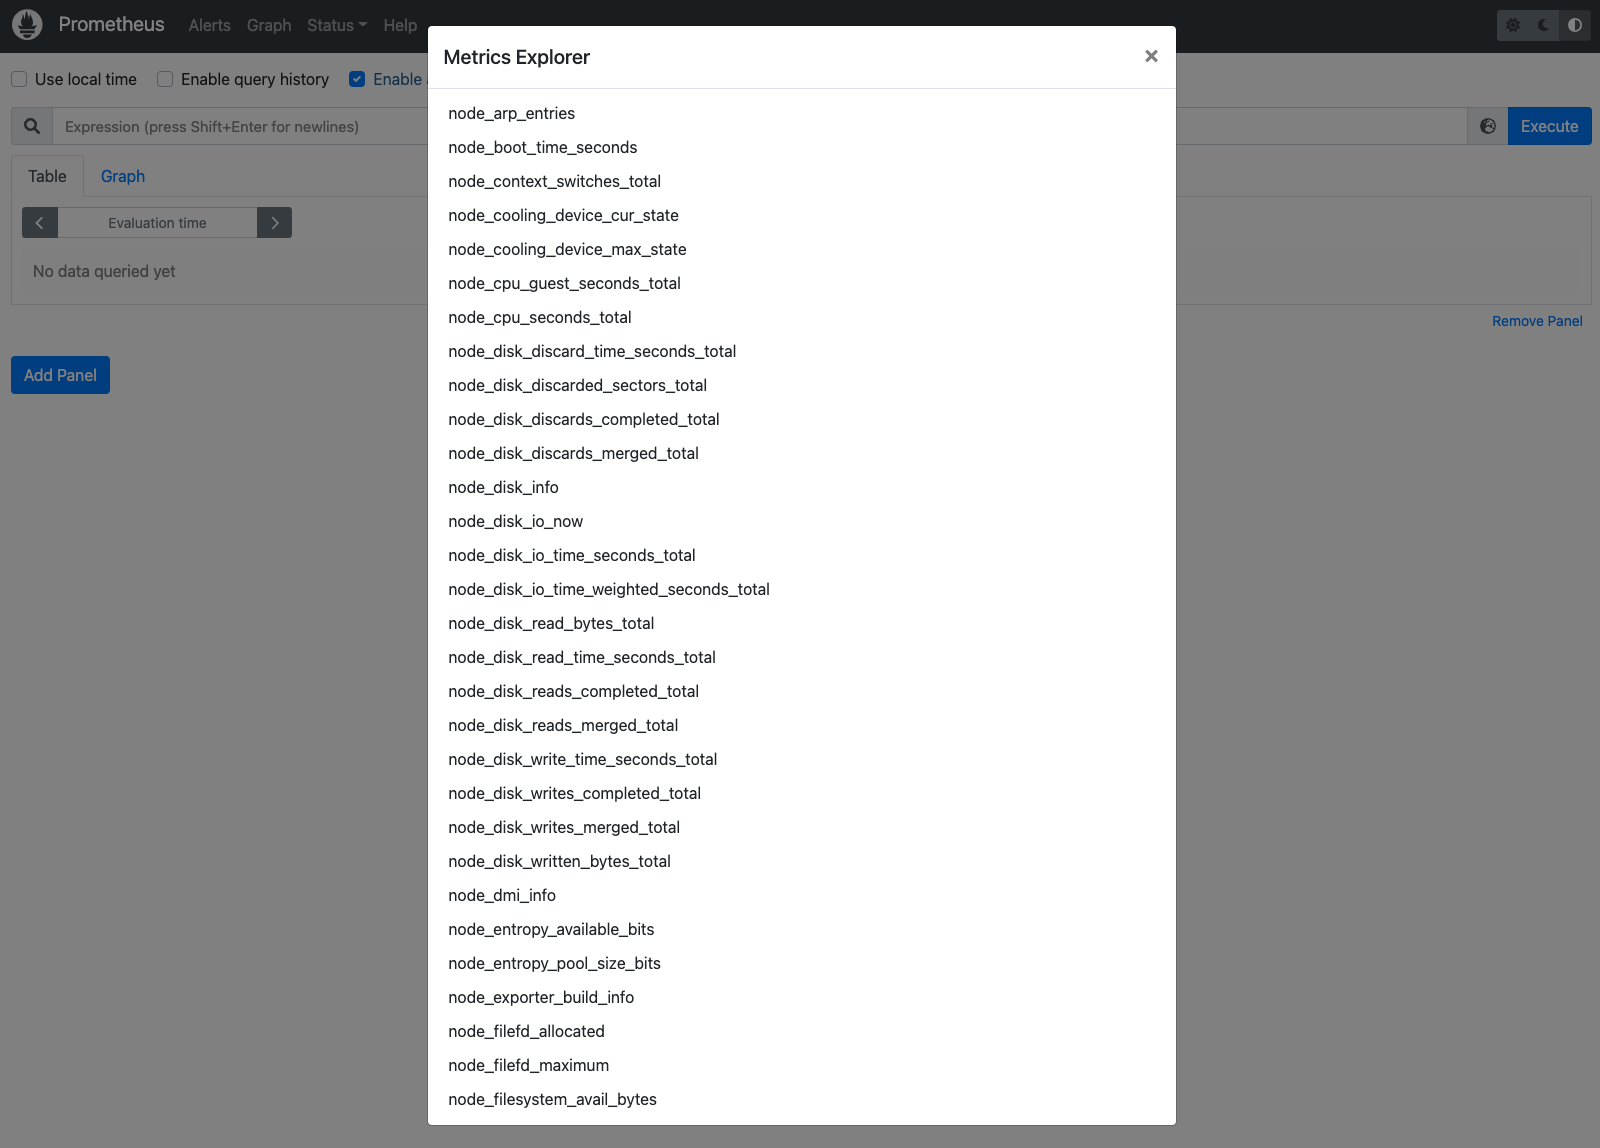 Prometheus Alerts Graph Status Help
Metrics Explorer
Use local time Enable query history Enable
Expression (press Shift+Enter for newlines) Execute
Table Graph
Evaluation time
No data queried yet
Remove Panel
Add Panel
node_arp_entries
node_boot_time_seconds
node_context_switches_total
node_cooling_device_cur_state
node_cooling_device_max_state
node_cpu_guest_seconds_total
node_cpu_seconds_total
node_disk_discard_time_seconds_total
node_disk_discarded_sectors_total
node_disk_discards_completed_total
node_disk_discards_merged_total
node_disk_info
node_disk_io_now
node_disk_io_time_seconds_total
node_disk_io_time_weighted_seconds_total
node_disk_read_bytes_total
node_disk_read_time_seconds_total
node_disk_reads_completed_total
node_disk_reads_merged_total
node_disk_write_time_seconds_total
node_disk_writes_completed_total
node_disk_writes_merged_total
node_disk_written_bytes_total
node_dmi_info
node_entropy_available_bits
node_entropy_pool_size_bits
node_exporter_build_info
node_filefd_allocated
node_filefd_maximum
node_filesystem_avail_bytes